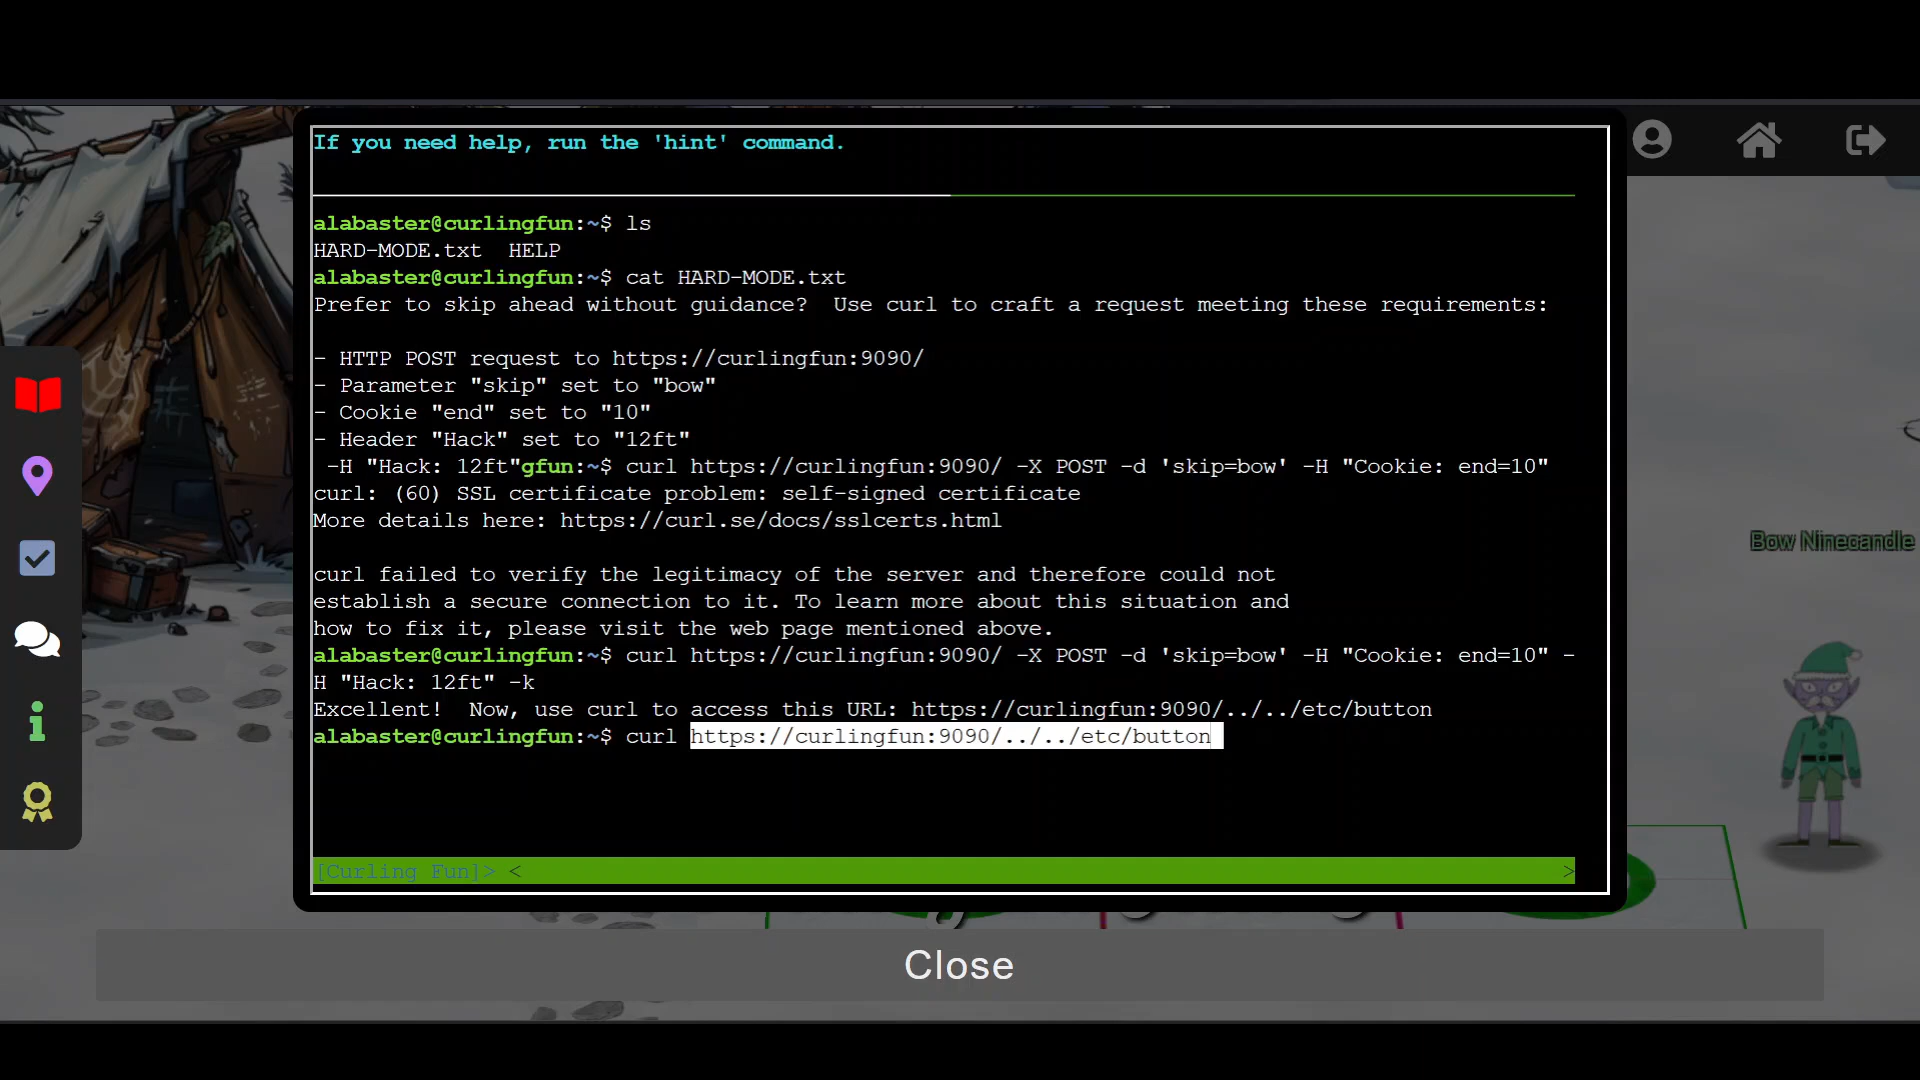 If you need help, run the 'hint' command.
alabaster@curlingfun:~$ ls
HARD-MODE.txt  HELP
alabaster@curlingfun:~$ cat HARD-MODE.txt
Prefer to skip ahead without guidance?  Use curl to craft a request meeting these requirements:
- HTTP POST request to https://curlingfun:9090/
- Parameter "skip" set to "bow"
- Cookie "end" set to "10"
- Header "Hack" set to "12ft"
 -H "Hack: 12ft"gfun:~$ curl https://curlingfun:9090/ -X POST -d 'skip=bow' -H "Cookie: end=10"
curl: (60) SSL certificate problem: self-signed certificate
More details here: https://curl.se/docs/sslcerts.html
curl failed to verify the legitimacy of the server and therefore could not
establish a secure connection to it. To learn more about this situation and
how to fix it, please visit the web page mentioned above.
alabaster@curlingfun:~$ curl https://curlingfun:9090/ -X POST -d 'skip=bow' -H "Cookie: end=10" -
H "Hack: 12ft" -k
Excellent!  Now, use curl to access this URL: https://curlingfun:9090/../../etc/button
alabaster@curlingfun:~$ curl https://curlingfun:9090/../../etc/button
[Curling Fun]> <                    >
Bow Ninecandle
Close